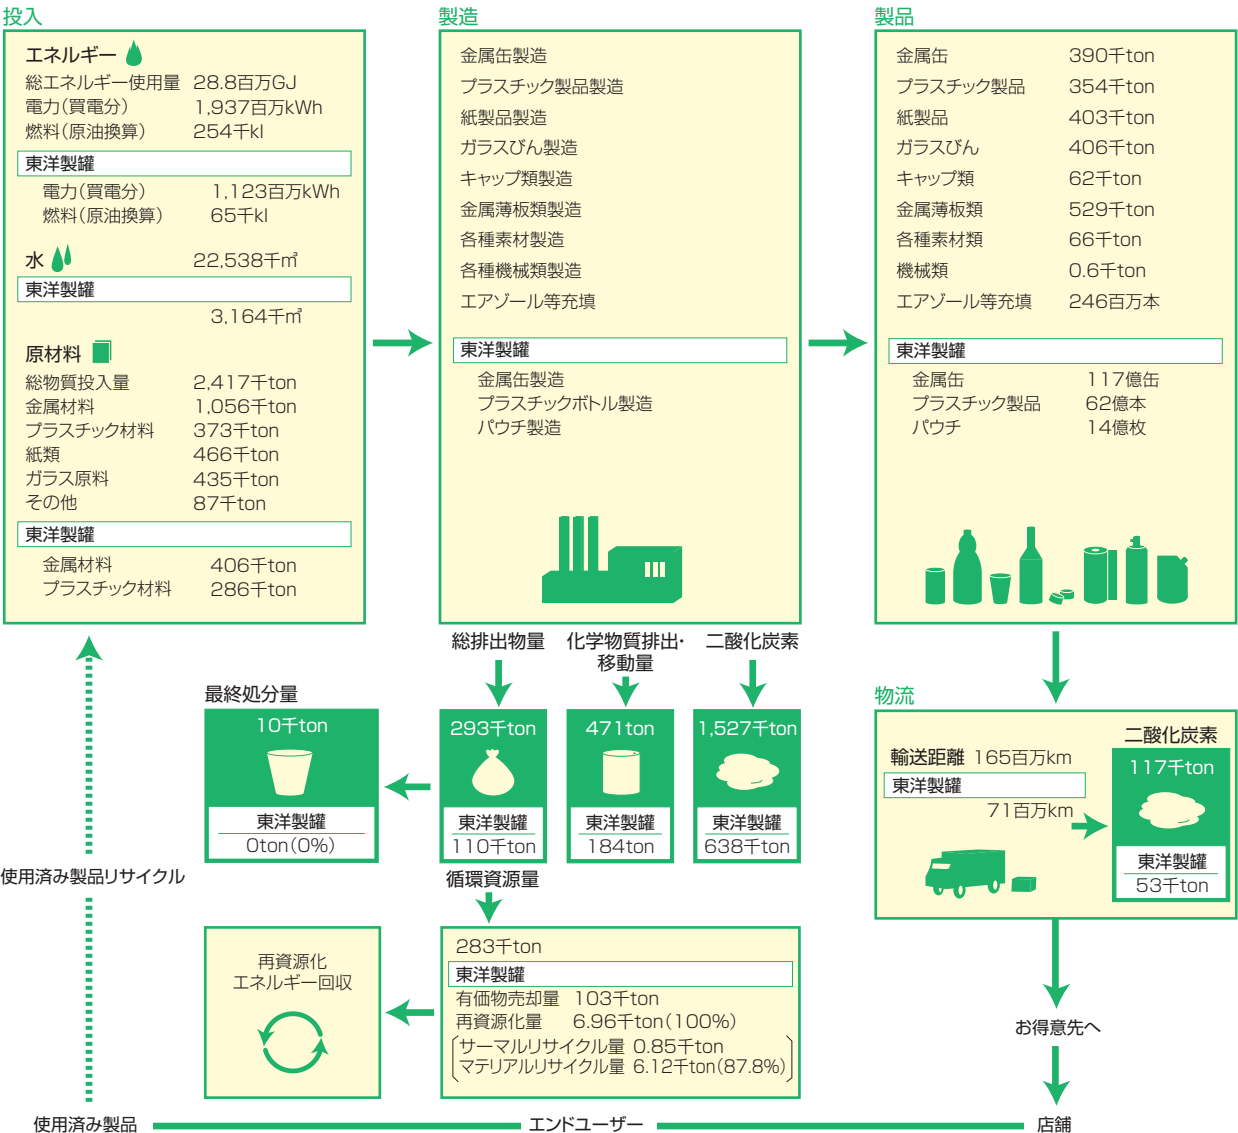 投入
エネルギー
総エネルギー使用量 28.8百万GJ
電力(買電分) 1,937百万kWh
燃料(原油換算) 254千kl
東洋製罐
電力(買電分) 1,123百万kWh
燃料(原油換算) 65千kl
水 22,538千㎥
東洋製罐
3,164千㎥
原材料
総物質投入量 2,417千ton
金属材料 1,056千ton
プラスチック材料 373千ton
紙類 466千ton
ガラス原料 435千ton
その他 87千ton
東洋製罐
金属材料 406千ton
プラスチック材料 286千ton
製造
金属缶製造
プラスチック製品製造
紙製品製造
ガラスびん製造
キャップ類製造
金属薄板類製造
各種素材製造
各種機械類製造
エアゾール等充填
東洋製罐
金属缶製造
プラスチックボトル製造
パウチ製造
製品
金属缶 390千ton
プラスチック製品 354千ton
紙製品 403千ton
ガラスびん 406千ton
キャップ類 62千ton
金属薄板類 529千ton
各種素材類 66千ton
機械類 0.6千ton
エアゾール等充填 246百万本
東洋製罐
金属缶 117億缶
プラスチック製品 62億本
パウチ 14億枚
総排出物量
293千ton
東洋製罐
110千ton
化学物質排出・
移動量
471ton
東洋製罐
184ton
二酸化炭素
1,527千ton
東洋製罐
638千ton
最終処分量
10千ton
東洋製罐
0ton(0%)
循環資源量
283千ton
東洋製罐
有価物売却量 103千ton
再資源化量 6.96千ton(100%)
サーマルリサイクル量 0.85千ton
マテリアルリサイクル量 6.12千ton(87.8%)
再資源化
エネルギー回収
物流
輸送距離 165百万km
東洋製罐
71百万km
二酸化炭素
117千ton
東洋製罐
53千ton
お得意先へ
店舗
エンドユーザー
使用済み製品
使用済み製品リサイクル